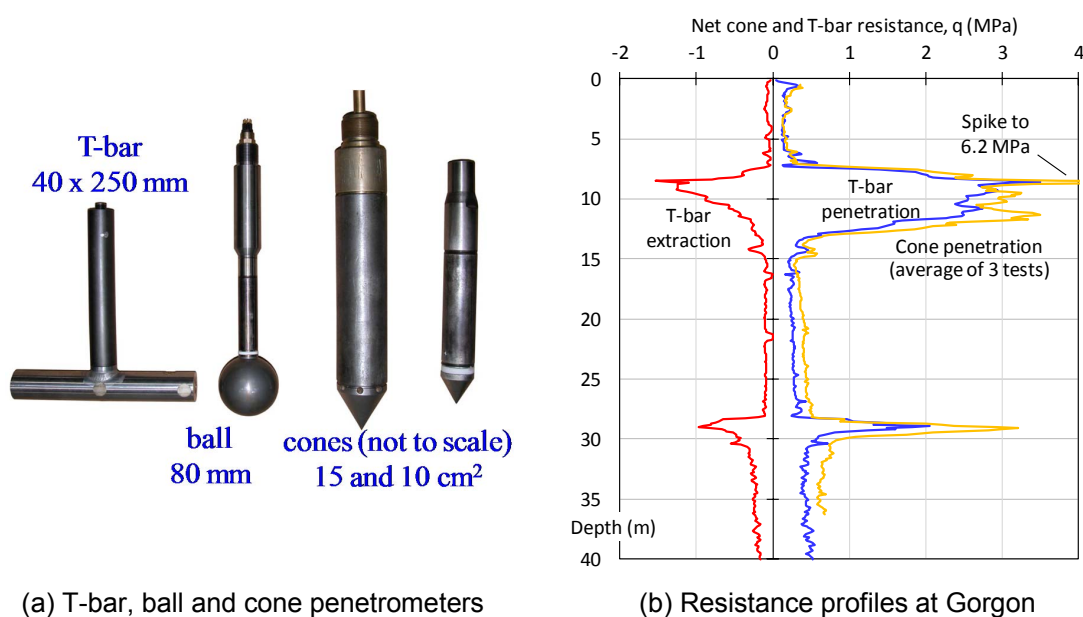 T-bar
40 x 250 mm
ball
80 mm
cones (not to scale)
15 and 10 cm²
(a) T-bar, ball and cone penetrometers
Net cone and T-bar resistance, q (MPa)
-2 -1 0 1 2 3 4
0
5
10
15
20
25
30
35
40
Depth (m)
Spike to
6.2 MPa
T-bar
penetration
T-bar
extraction
Cone penetration
(average of 3 tests)
(b) Resistance profiles at Gorgon